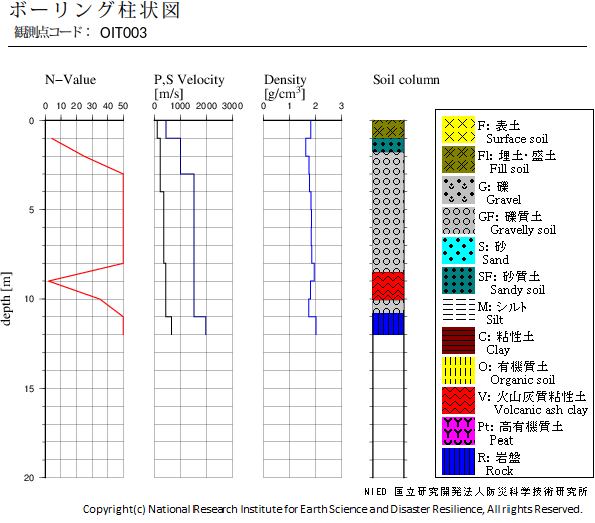 ボーリング柱状図
観測点コード： OIT003
N−Value
P,S Velocity
[m/s]
Density
[g/cm³]
Soil column
0 10 20 30 40 50
0 1000 2000 3000
0 1 2 3
0
5
10
15
20
depth [m]
F: 表土
Surface soil
Fl: 埋土・盛土
Fill soil
G: 礫
Gravel
GF: 礫質土
Gravelly soil
S: 砂
Sand
SF: 砂質土
Sandy soil
M: シルト
Silt
C: 粘性土
Clay
O: 有機質土
Organic soil
V: 火山灰質粘性土
Volcanic ash clay
Pt: 高有機質土
Peat
R: 岩盤
Rock
NIED 国立研究開発法人防災科学技術研究所
Copyright(c) National Research Institute for Earth Science and Disaster Resilience, All rights Reserved.